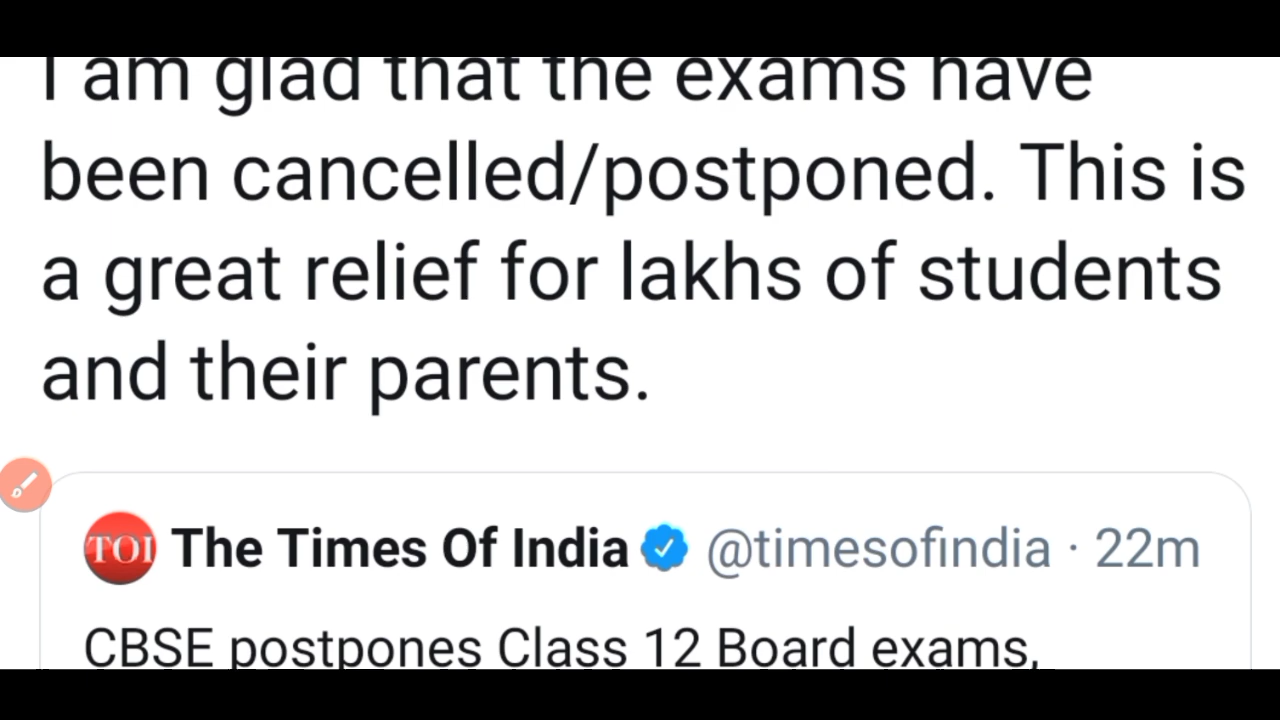 I am glad that the exams have
been cancelled/postponed. This is
a great relief for lakhs of students
and their parents.
TOI The Times Of India @timesofindia · 22m
CBSE postpones Class 12 Board exams,